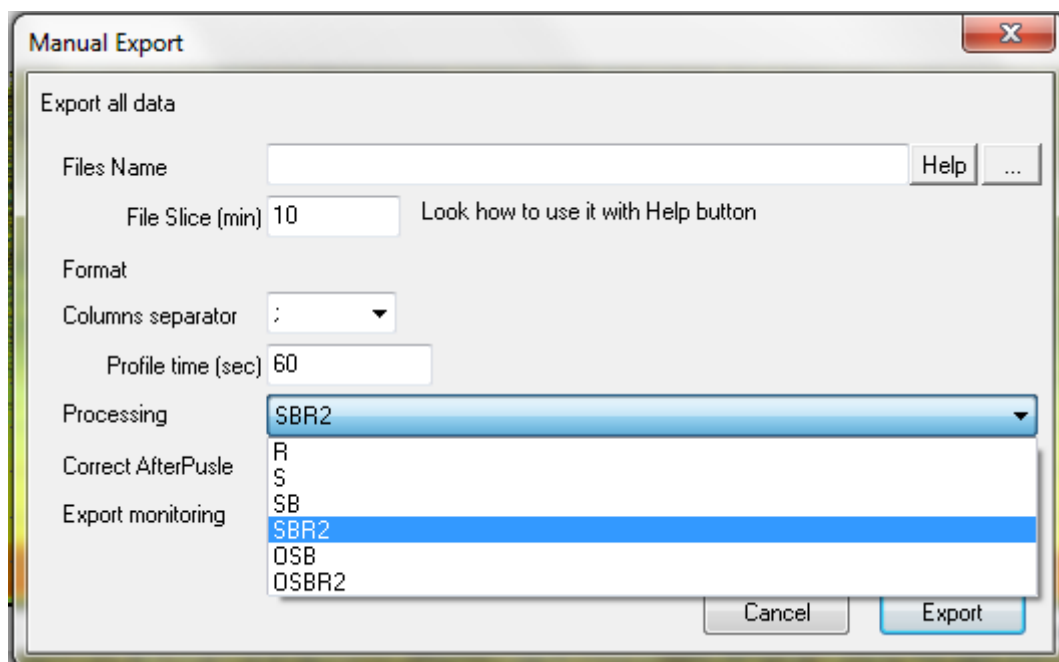 Manual Export
x
Export all data
Files Name Help ...
File Slice (min) 10 Look how to use it with Help button
Format
Columns separator ;
Profile time (sec) 60
Processing SBR2
R
Correct AfterPusle
S
SB
Export monitoring
SBR2
OSB
OSBR2
Cancel Export